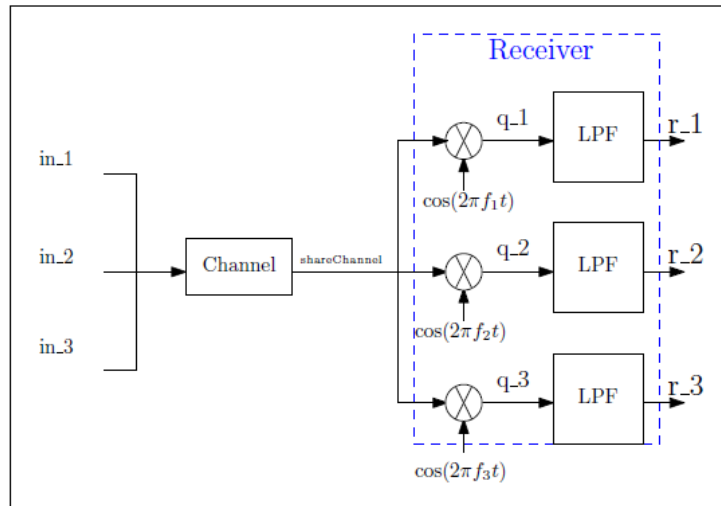 Receiver
in_1
q_1
LPF
r_1
cos(2πf₁t)
in_2
Channel
shareChannel
q_2
LPF
r_2
cos(2πf₂t)
in_3
q_3
LPF
r_3
cos(2πf₃t)